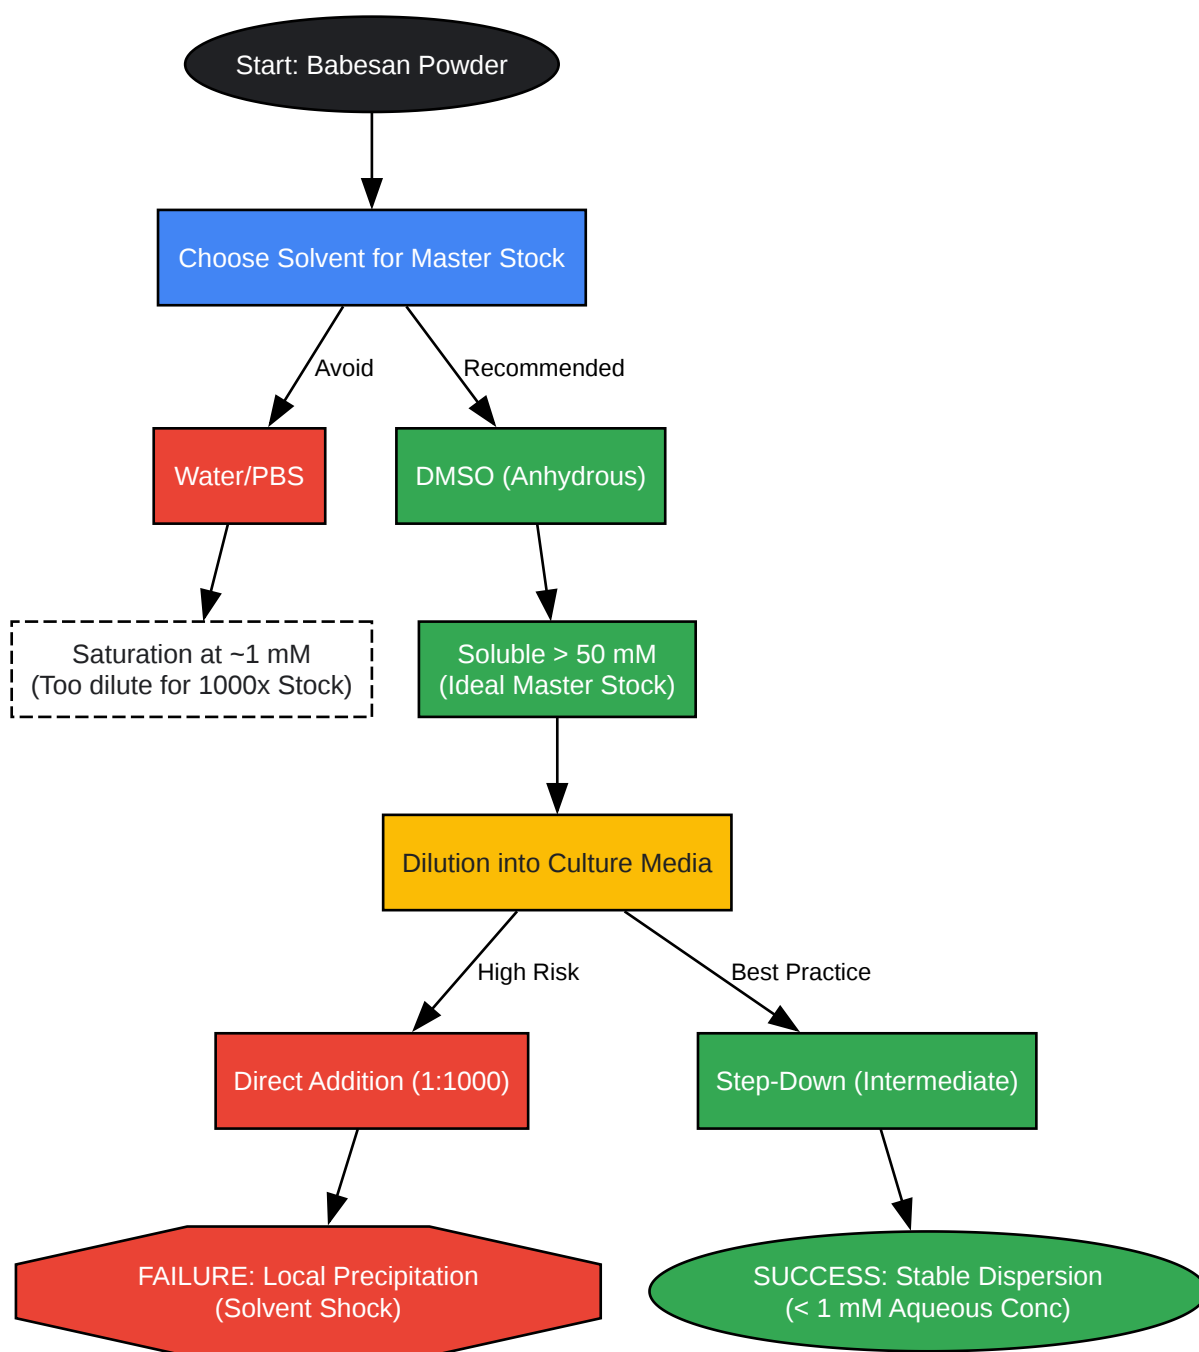 Start: Babesan Powder
Choose Solvent for Master Stock
Avoid
Recommended
Water/PBS
DMSO (Anhydrous)
Saturation at ~1 mM
(Too dilute for 1000x Stock)
Soluble > 50 mM
(Ideal Master Stock)
Dilution into Culture Media
High Risk
Best Practice
Direct Addition (1:1000)
Step-Down (Intermediate)
FAILURE: Local Precipitation
(Solvent Shock)
SUCCESS: Stable Dispersion
(< 1 mM Aqueous Conc)